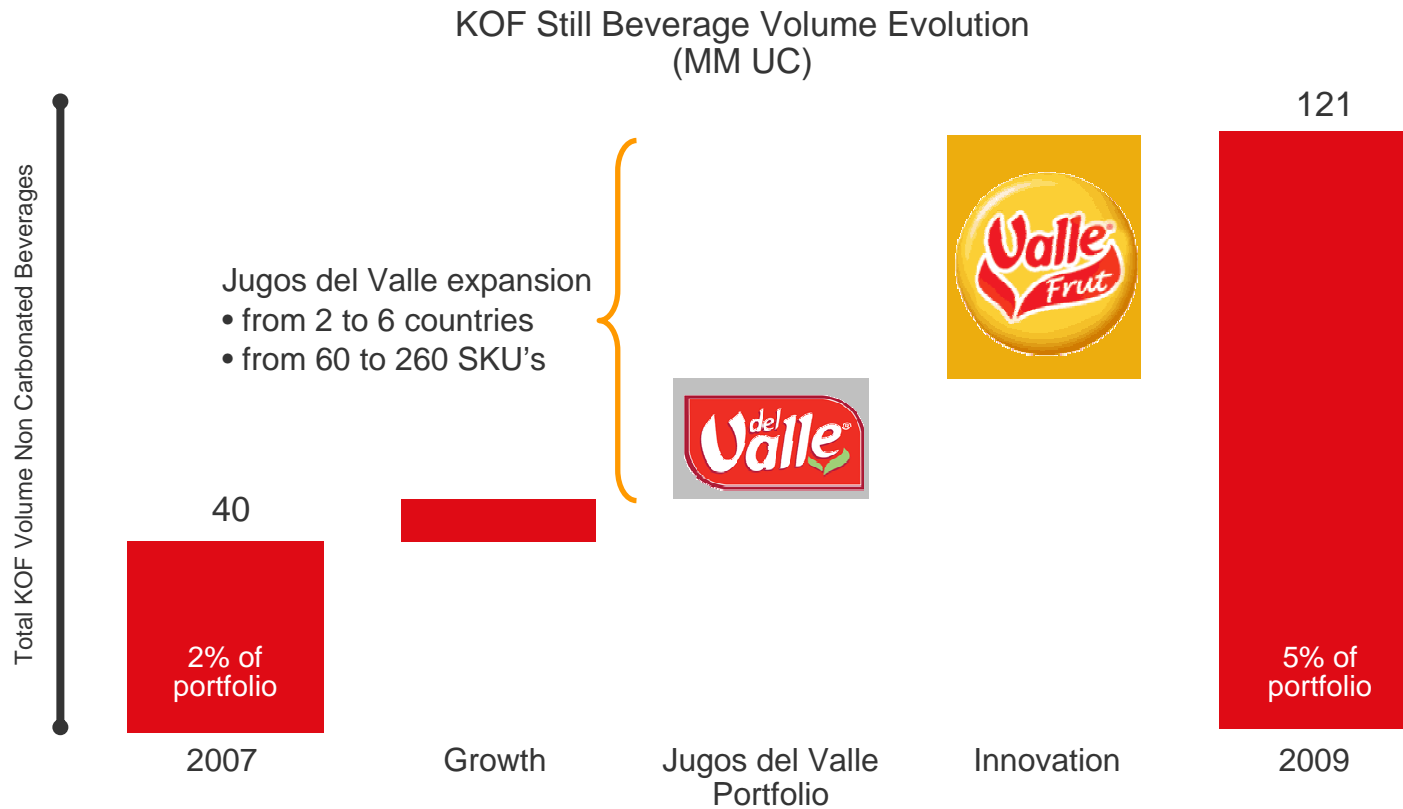 KOF Still Beverage Volume Evolution
(MM UC)
Total KOF Volume Non Carbonated Beverages
121
Jugos del Valle expansion
• from 2 to 6 countries
• from 60 to 260 SKU's
Valle
Frut
del
Valle®
40
2% of
portfolio
5% of
portfolio
2007
Growth
Jugos del Valle
Portfolio
Innovation
2009